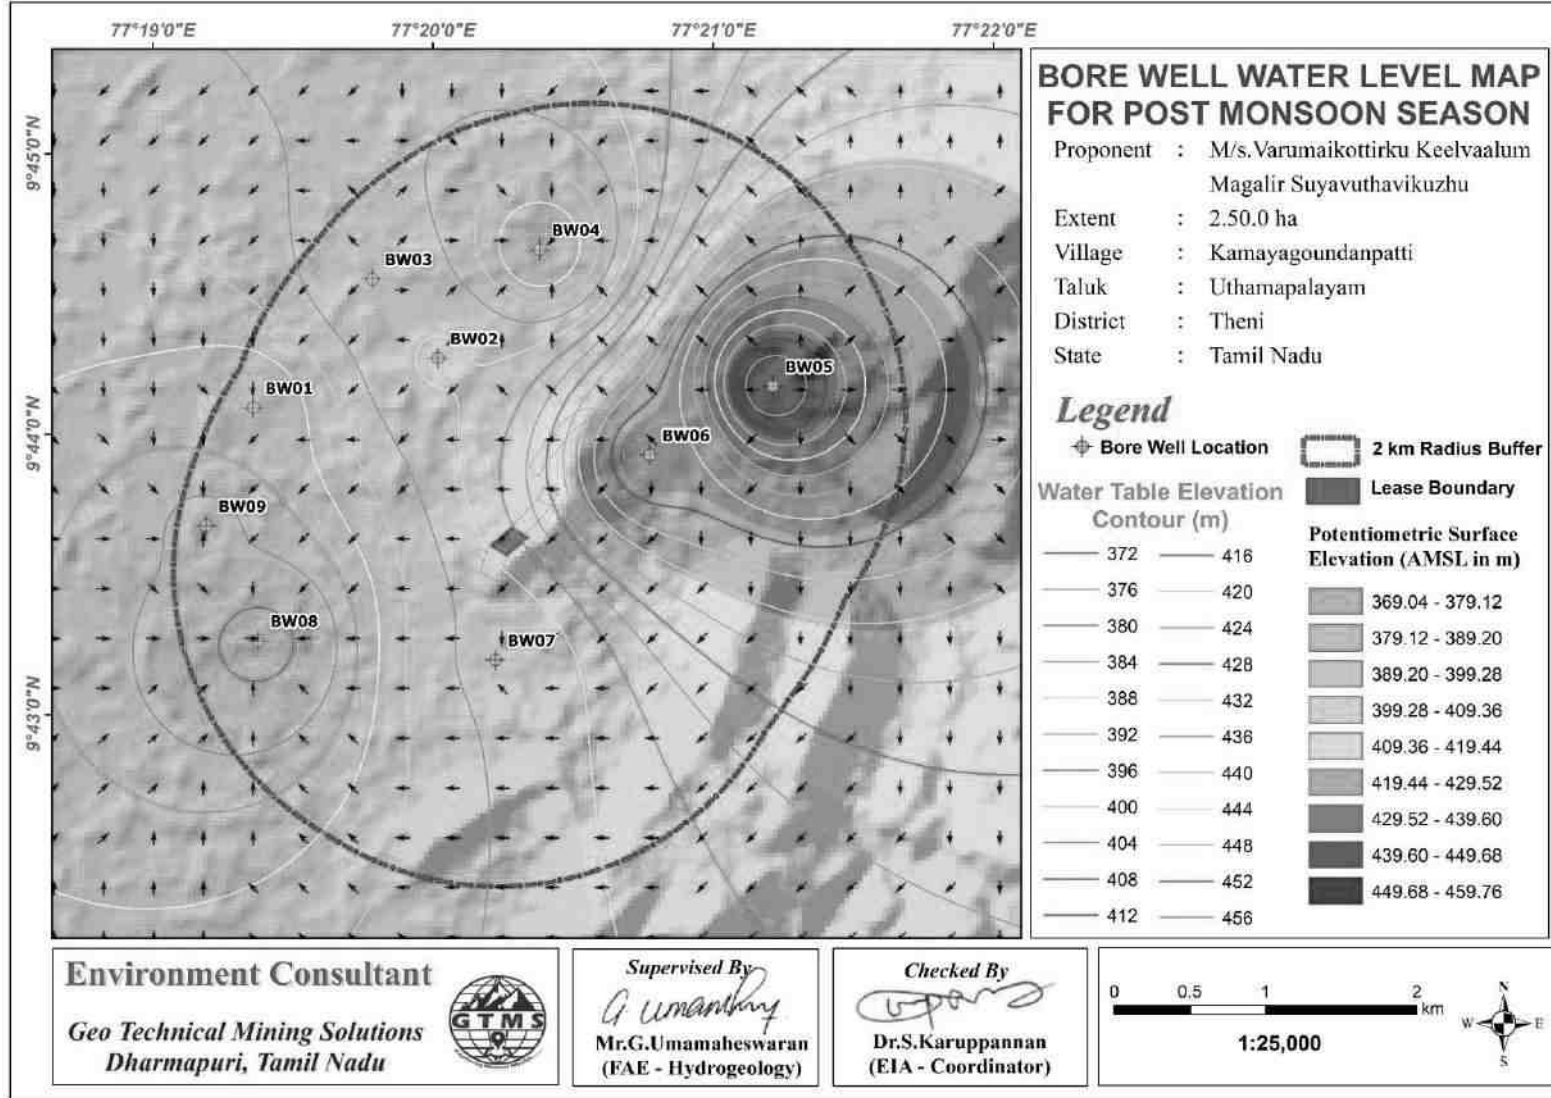 77°19'0"E
77°20'0"E
77°21'0"E
77°22'0"E
9°45'0"N
9°44'0"N
9°43'0"N
BW04
BW03
BW02
BW05
BW01
BW06
BW09
BW08
BW07
BORE WELL WATER LEVEL MAP
FOR POST MONSOON SEASON
Proponent : M/s.Varumaikottirku Keelvaalum
Magalir Suyavuthavikuzhu
Extent : 2.50.0 ha
Village : Kamayagoundanpatti
Taluk : Uthamapalayam
District : Theni
State : Tamil Nadu
Legend
Bore Well Location
2 km Radius Buffer
Lease Boundary
Water Table Elevation
Contour (m)
372 416
376 420
380 424
384 428
388 432
392 436
396 440
400 444
404 448
408 452
412 456
Potentiometric Surface
Elevation (AMSL in m)
369.04 - 379.12
379.12 - 389.20
389.20 - 399.28
399.28 - 409.36
409.36 - 419.44
419.44 - 429.52
429.52 - 439.60
439.60 - 449.68
449.68 - 459.76
Environment Consultant
Geo Technical Mining Solutions
Dharmapuri, Tamil Nadu
GTMS
Supervised By
Mr.G.Umamaheswaran
(FAE - Hydrogeology)
Checked By
Dr.S.Karuppannan
(EIA - Coordinator)
0 0.5 1 2
km
1:25,000
N
W E
S